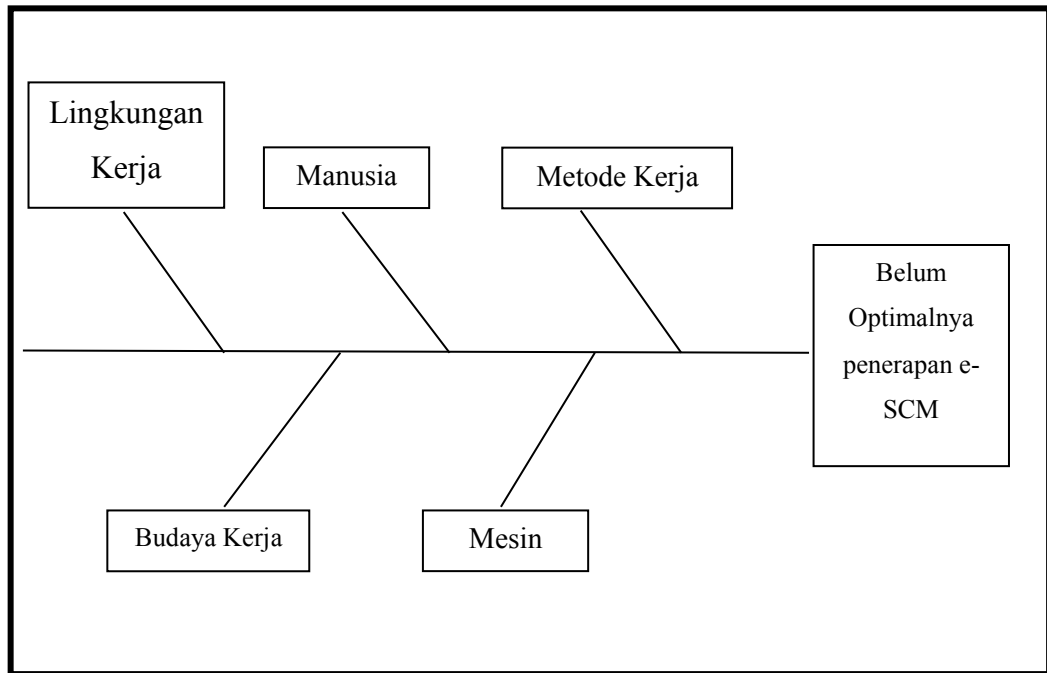 Lingkungan
Kerja
Manusia
Metode Kerja
Belum
Optimalnya
penerapan e-
SCM
Budaya Kerja
Mesin